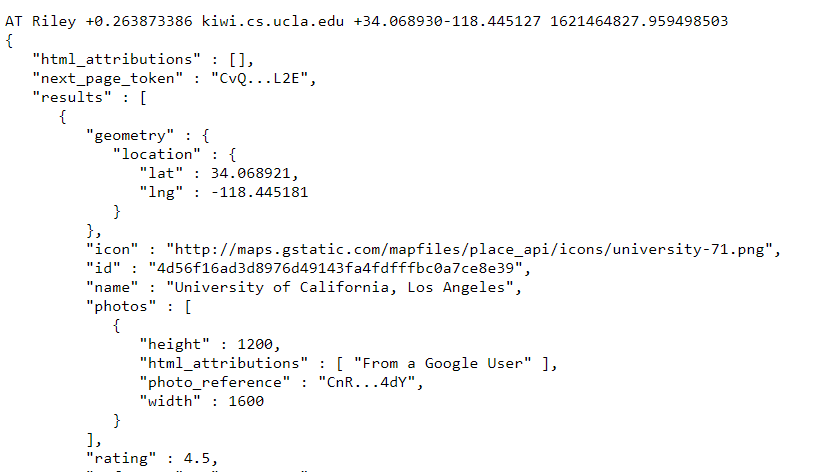 AT Riley +0.263873386 kiwi.cs.ucla.edu +34.068930-118.445127 1621464827.959498503
{
   "html_attributions" : [],
   "next_page_token" : "CvQ...L2E",
   "results" : [
      {
         "geometry" : {
            "location" : {
               "lat" : 34.068921,
               "lng" : -118.445181
            }
         },
         "icon" : "http://maps.gstatic.com/mapfiles/place_api/icons/university-71.png",
         "id" : "4d56f16ad3d8976d49143fa4fdfffbc0a7ce8e39",
         "name" : "University of California, Los Angeles",
         "photos" : [
            {
               "height" : 1200,
               "html_attributions" : [ "From a Google User" ],
               "photo_reference" : "CnR...4dY",
               "width" : 1600
            }
         ],
         "rating" : 4.5,